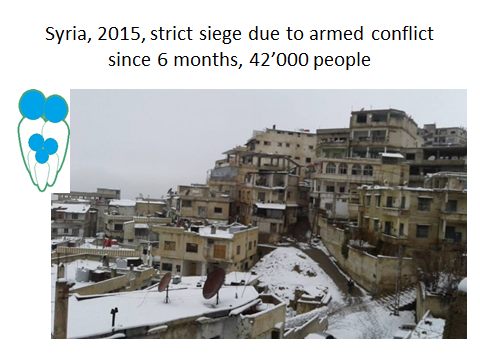 Syria, 2015, strict siege due to armed conflict
since 6 months, 42’000 people